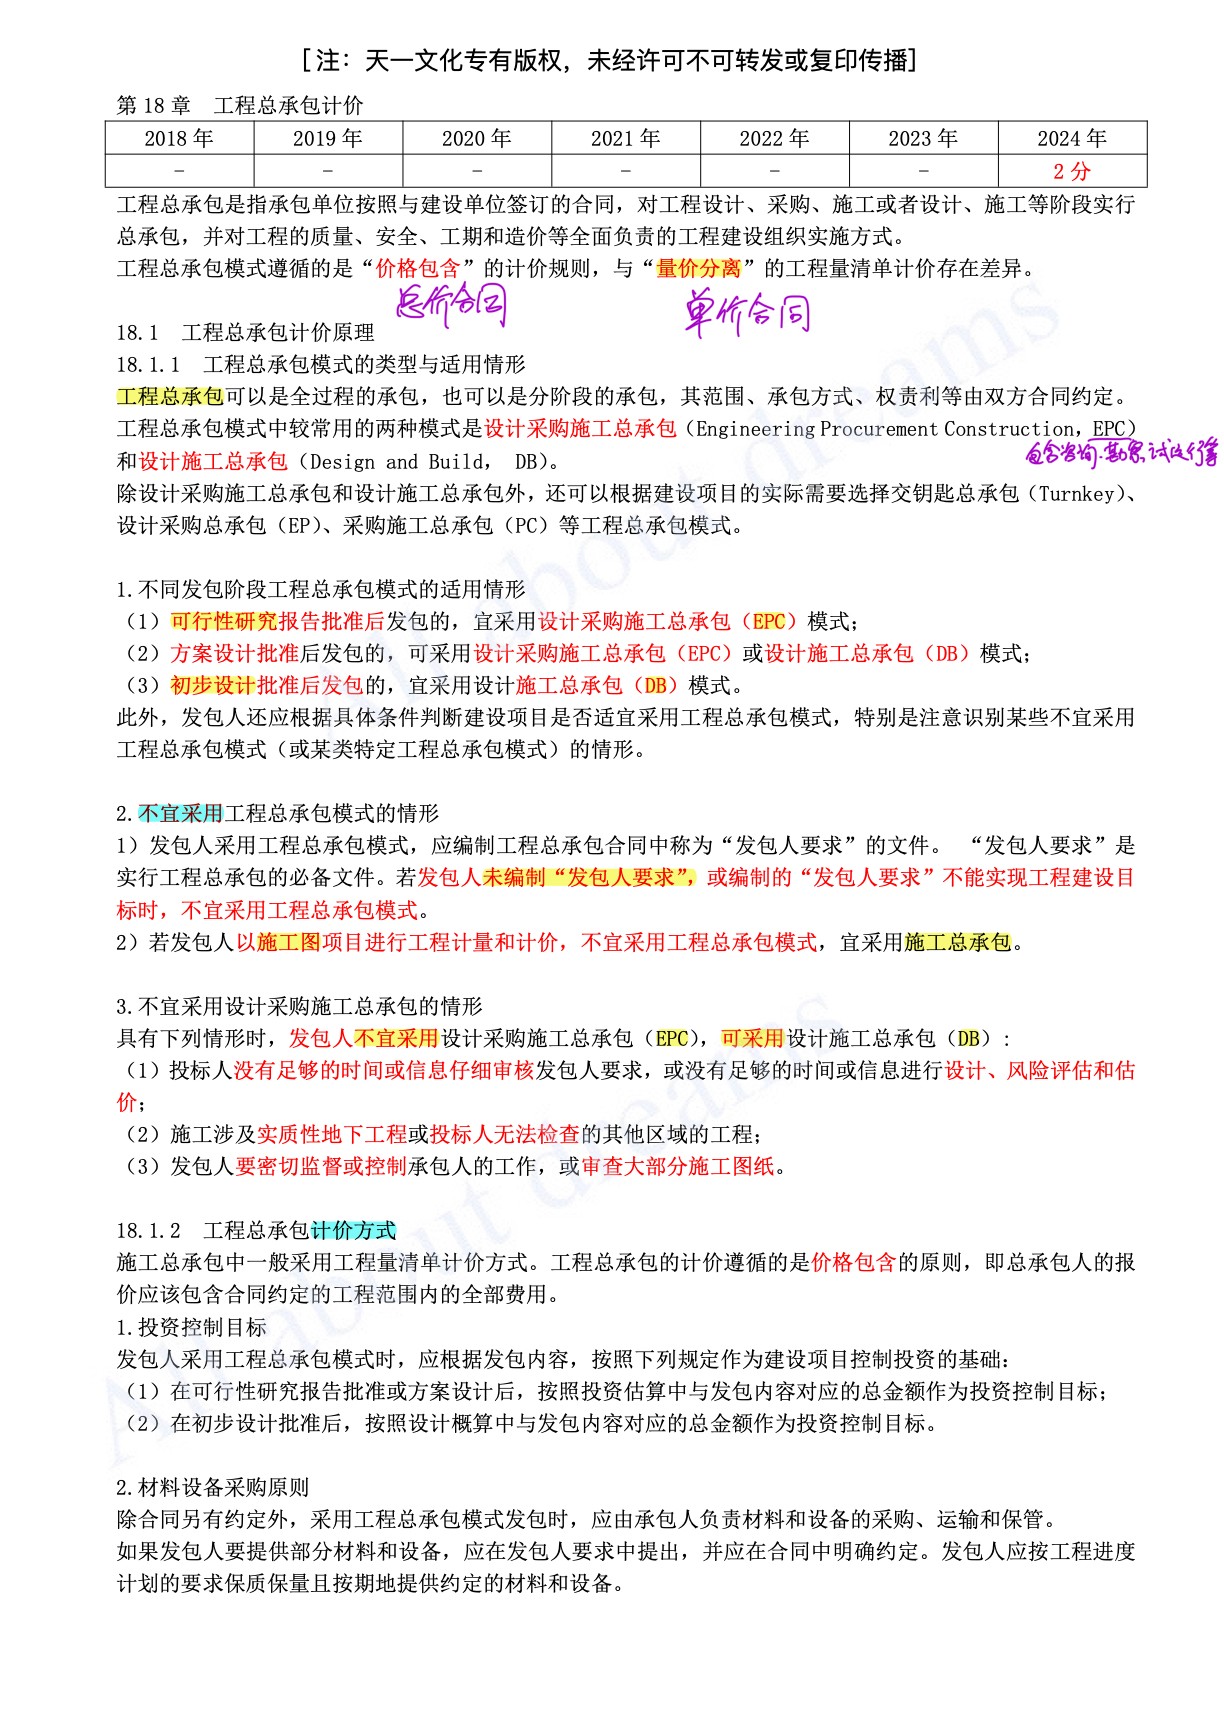 [注：天一文化专有版权，未经许可不可转发或复印传播]
第 18 章　工程总承包计价
2018 年　2019 年　2020 年　2021 年　2022 年　2023 年　2024 年
－　－　－　－　－　－　2 分
工程总承包是指承包单位按照与建设单位签订的合同，对工程设计、采购、施工或者设计、施工等阶段实行
总承包，并对工程的质量、安全、工期和造价等全面负责的工程建设组织实施方式。
工程总承包模式遵循的是“价格包含”的计价规则，与“量价分离”的工程量清单计价存在差异。
总价合同　单价合同
18.1　工程总承包计价原理
18.1.1　工程总承包模式的类型与适用情形
工程总承包可以是全过程的承包，也可以是分阶段的承包，其范围、承包方式、权责利等由双方合同约定。
工程总承包模式中较常用的两种模式是设计采购施工总承包（Engineering Procurement Construction，EPC）
包含咨询.勘察、试运行等
和设计施工总承包（Design and Build， DB）。
除设计采购施工总承包和设计施工总承包外，还可以根据建设项目的实际需要选择交钥匙总承包（Turnkey）、
设计采购总承包（EP）、采购施工总承包（PC）等工程总承包模式。
1.不同发包阶段工程总承包模式的适用情形
（1）可行性研究报告批准后发包的，宜采用设计采购施工总承包（EPC）模式；
（2）方案设计批准后发包的，可采用设计采购施工总承包（EPC）或设计施工总承包（DB）模式；
（3）初步设计批准后发包的，宜采用设计施工总承包（DB）模式。
此外，发包人还应根据具体条件判断建设项目是否适宜采用工程总承包模式，特别是注意识别某些不宜采用
工程总承包模式（或某类特定工程总承包模式）的情形。
2.不宜采用工程总承包模式的情形
1）发包人采用工程总承包模式，应编制工程总承包合同中称为“发包人要求”的文件。 “发包人要求”是
实行工程总承包的必备文件。若发包人未编制“发包人要求”，或编制的“发包人要求”不能实现工程建设目
标时，不宜采用工程总承包模式。
2）若发包人以施工图项目进行工程计量和计价，不宜采用工程总承包模式，宜采用施工总承包。
3.不宜采用设计采购施工总承包的情形
具有下列情形时，发包人不宜采用设计采购施工总承包（EPC），可采用设计施工总承包（DB）:
（1）投标人没有足够的时间或信息仔细审核发包人要求，或没有足够的时间或信息进行设计、风险评估和估
价；
（2）施工涉及实质性地下工程或投标人无法检查的其他区域的工程；
（3）发包人要密切监督或控制承包人的工作，或审查大部分施工图纸。
18.1.2　工程总承包计价方式
施工总承包中一般采用工程量清单计价方式。工程总承包的计价遵循的是价格包含的原则，即总承包人的报
价应该包含合同约定的工程范围内的全部费用。
1.投资控制目标
发包人采用工程总承包模式时，应根据发包内容，按照下列规定作为建设项目控制投资的基础：
（1）在可行性研究报告批准或方案设计后，按照投资估算中与发包内容对应的总金额作为投资控制目标；
（2）在初步设计批准后，按照设计概算中与发包内容对应的总金额作为投资控制目标。
2.材料设备采购原则
除合同另有约定外，采用工程总承包模式发包时，应由承包人负责材料和设备的采购、运输和保管。
如果发包人要提供部分材料和设备，应在发包人要求中提出，并应在合同中明确约定。发包人应按工程进度
计划的要求保质保量且按期地提供约定的材料和设备。
All about dreams
All about dreams